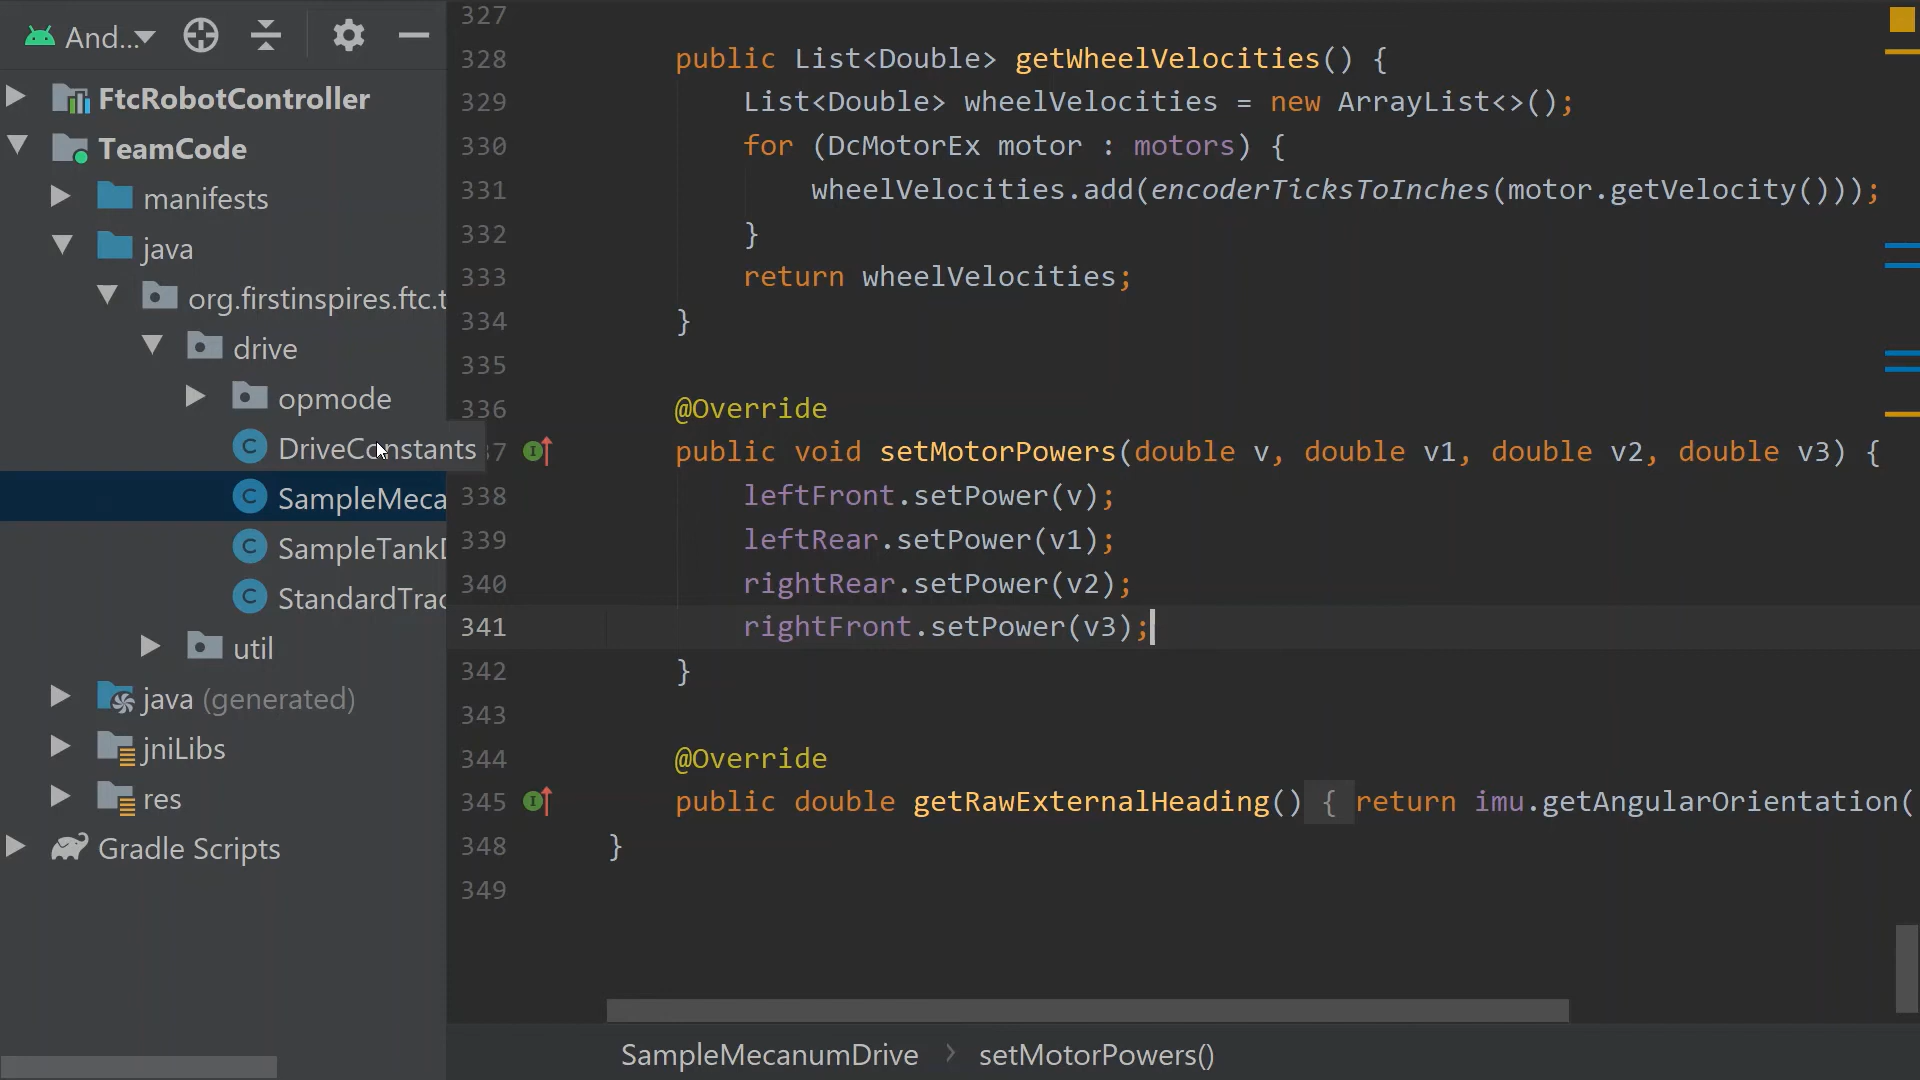 And...
FtcRobotController
TeamCode
manifests
java
org.firstinspires.ftc.t
drive
opmode
DriveConstants
SampleMeca
SampleTankD
StandardTrac
util
java (generated)
jniLibs
res
Gradle Scripts
327
328 public List<Double> getWheelVelocities() {
329 List<Double> wheelVelocities = new ArrayList<>();
330 for (DcMotorEx motor : motors) {
331 wheelVelocities.add(encoderTicksToInches(motor.getVelocity()));
332 }
333 return wheelVelocities;
334 }
335
336 @Override
37 public void setMotorPowers(double v, double v1, double v2, double v3) {
338 leftFront.setPower(v);
339 leftRear.setPower(v1);
340 rightRear.setPower(v2);
341 rightFront.setPower(v3);
342 }
343
344 @Override
345 public double getRawExternalHeading() { return imu.getAngularOrientation(
348 }
349
SampleMecanumDrive > setMotorPowers()